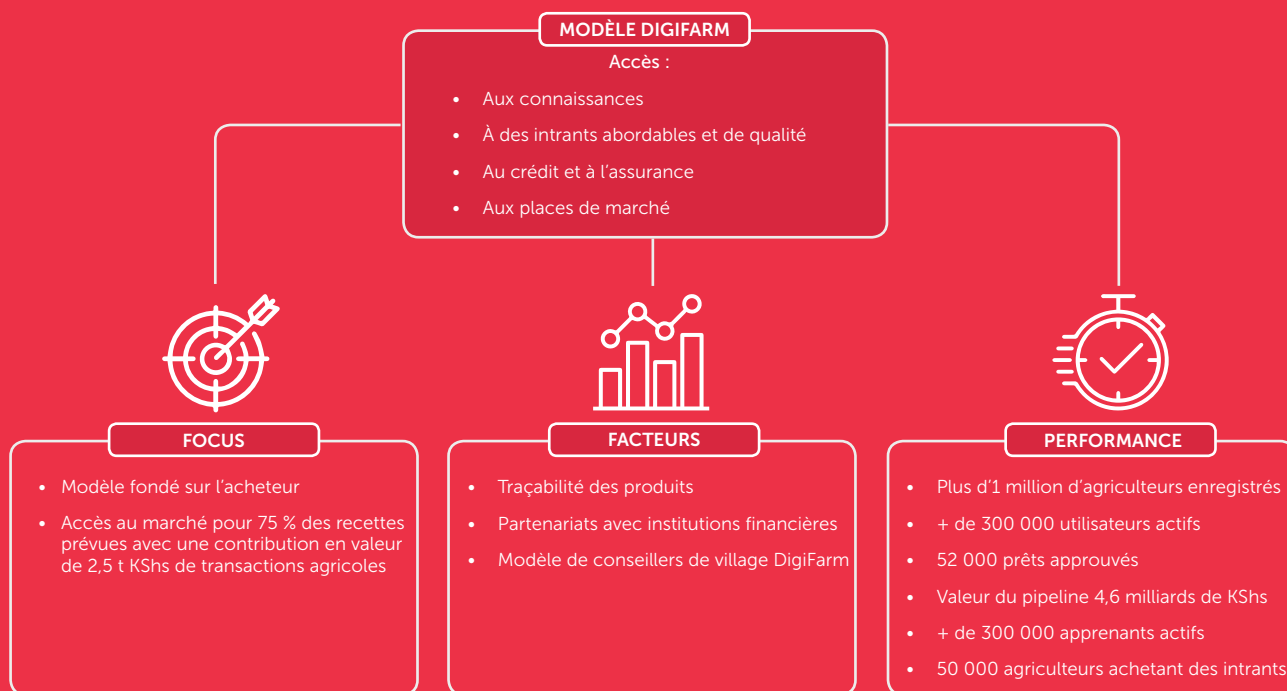 MODÈLE DIGIFARM
Accès :
• Aux connaissances
• À des intrants abordables et de qualité
• Au crédit et à l'assurance
• Aux places de marché
FOCUS
• Modèle fondé sur l'acheteur
• Accès au marché pour 75 % des recettes
prévues avec une contribution en valeur
de 2,5 t KShs de transactions agricoles
FACTEURS
• Traçabilité des produits
• Partenariats avec institutions financières
• Modèle de conseillers de village DigiFarm
PERFORMANCE
• Plus d'1 million d'agriculteurs enregistrés
• + de 300 000 utilisateurs actifs
• 52 000 prêts approuvés
• Valeur du pipeline 4,6 milliards de KShs
• + de 300 000 apprenants actifs
• 50 000 agriculteurs achetant des intrants